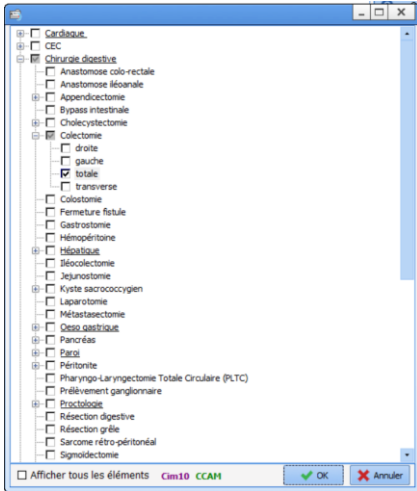 Cardiaque
CEC
Chirurgie digestive
Anastomose colo-rectale
Anastomose iléoanale
Appendicectomie
Bypass intestinale
Cholecystectomie
Colectomie
droite
gauche
totale
transverse
Colostomie
Fermeture fistule
Gastrostomie
Hémopéritoine
Hépatique
Iléocolectomie
Jejunostomie
Kyste sacrococcygien
Laparotomie
Métastasectomie
Oeso gastrique
Pancréas
Paroi
Péritonite
Pharyngo-Laryngectomie Totale Circulaire (PLTC)
Prélèvement ganglionnaire
Proctologie
Résection digestive
Résection grêle
Sarcome rétro-péritonéal
Sigmoidectomie
Afficher tous les éléments Cim10 CCAM OK Annuler